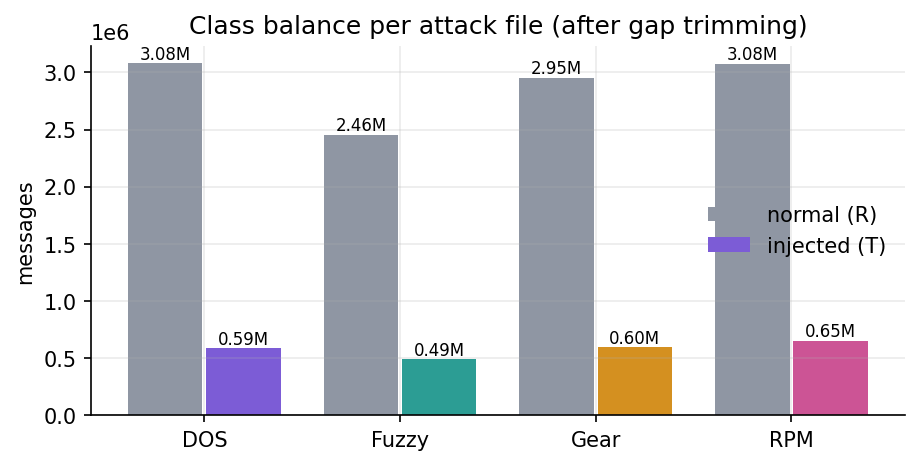 Class balance per attack file (after gap trimming)
1e6
3.08M
2.46M
2.95M
3.08M
3.0
2.5
2.0
1.5
1.0
0.5
0.0
messages
normal (R)
injected (T)
0.59M
0.49M
0.60M
0.65M
DOS
Fuzzy
Gear
RPM